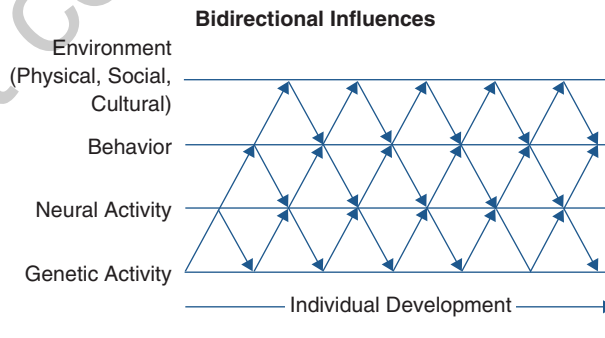 Bidirectional Influences
Environment
(Physical, Social,
Cultural)
Behavior
Neural Activity
Genetic Activity
Individual Development